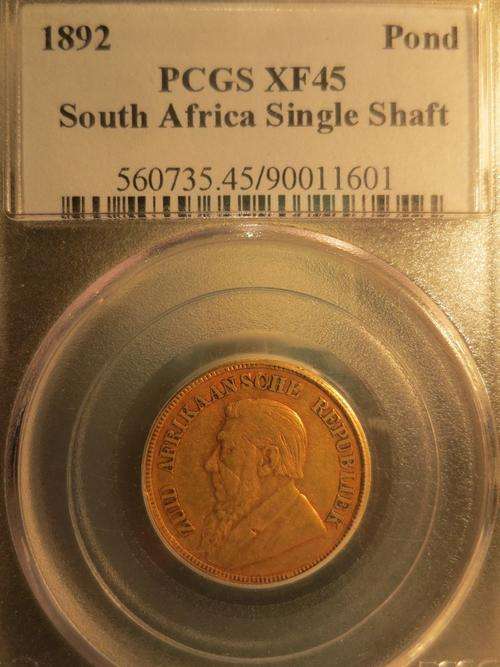 1892 Pond
PCGS XF45
South Africa Single Shaft
560735.45/90011601
ZUID AFRIKAANSCHE REPUBLIEK